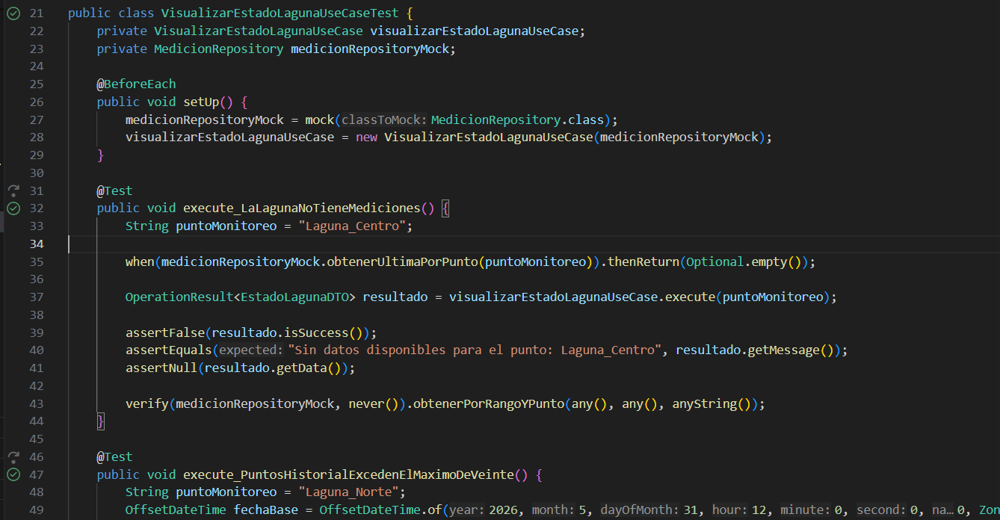 21 public class VisualizarEstadoLagunaUseCaseTest {
22 private VisualizarEstadoLagunaUseCase visualizarEstadoLagunaUseCase;
23 private MedicionRepository medicionRepositoryMock;
24
25 @BeforeEach
26 public void setUp() {
27 medicionRepositoryMock = mock(classToMock: MedicionRepository.class);
28 visualizarEstadoLagunaUseCase = new VisualizarEstadoLagunaUseCase(medicionRepositoryMock);
29 }
30
31 @Test
32 public void execute_LaLagunaNoTieneMediciones() {
33 String puntoMonitoreo = "Laguna_Centro";
34
35 when(medicionRepositoryMock.obtenerUltimaPorPunto(puntoMonitoreo)).thenReturn(Optional.empty());
36
37 OperationResult<EstadoLagunaDTO> resultado = visualizarEstadoLagunaUseCase.execute(puntoMonitoreo);
38
39 assertFalse(resultado.isSuccess());
40 assertEquals(expected: "Sin datos disponibles para el punto: Laguna_Centro", resultado.getMessage());
41 assertNull(resultado.getData());
42
43 verify(medicionRepositoryMock, never()).obtenerPorRangoYPunto(any(), any(), anyString());
44 }
45
46 @Test
47 public void execute_PuntosHistorialExcedenElMaximoDeVeinte() {
48 String puntoMonitoreo = "Laguna_Norte";
49 OffsetDateTime fechaBase = OffsetDateTime.of(year: 2026, month: 5, dayOfMonth: 31, hour: 12, minute: 0, second: 0, na… 0, Zon